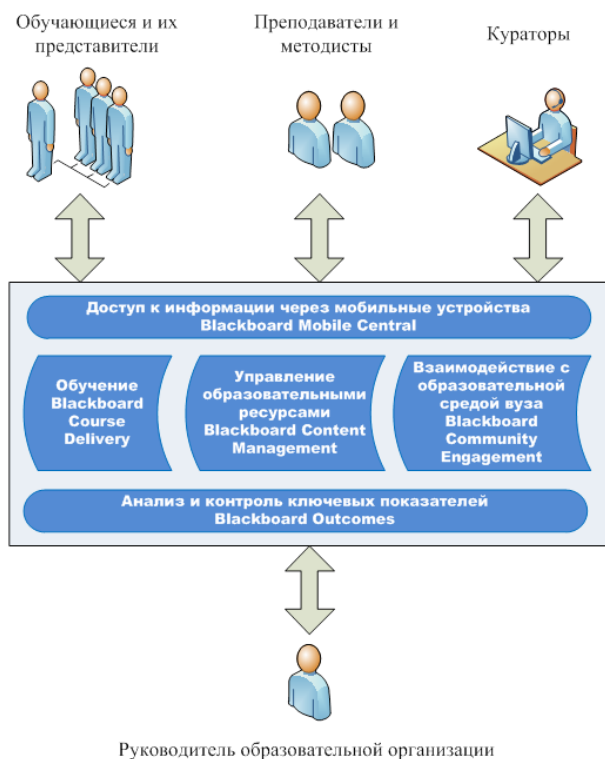 Обучающиеся и их
представители
Преподаватели и
методисты
Кураторы
Доступ к информации через мобильные устройства
Blackboard Mobile Central
Обучение
Blackboard
Course
Delivery
Управление
образовательными
ресурсами
Blackboard Content
Management
Взаимодействие с
образовательной
средой вуза
Blackboard
Community
Engagement
Анализ и контроль ключевых показателей
Blackboard Outcomes
Руководитель образовательной организации